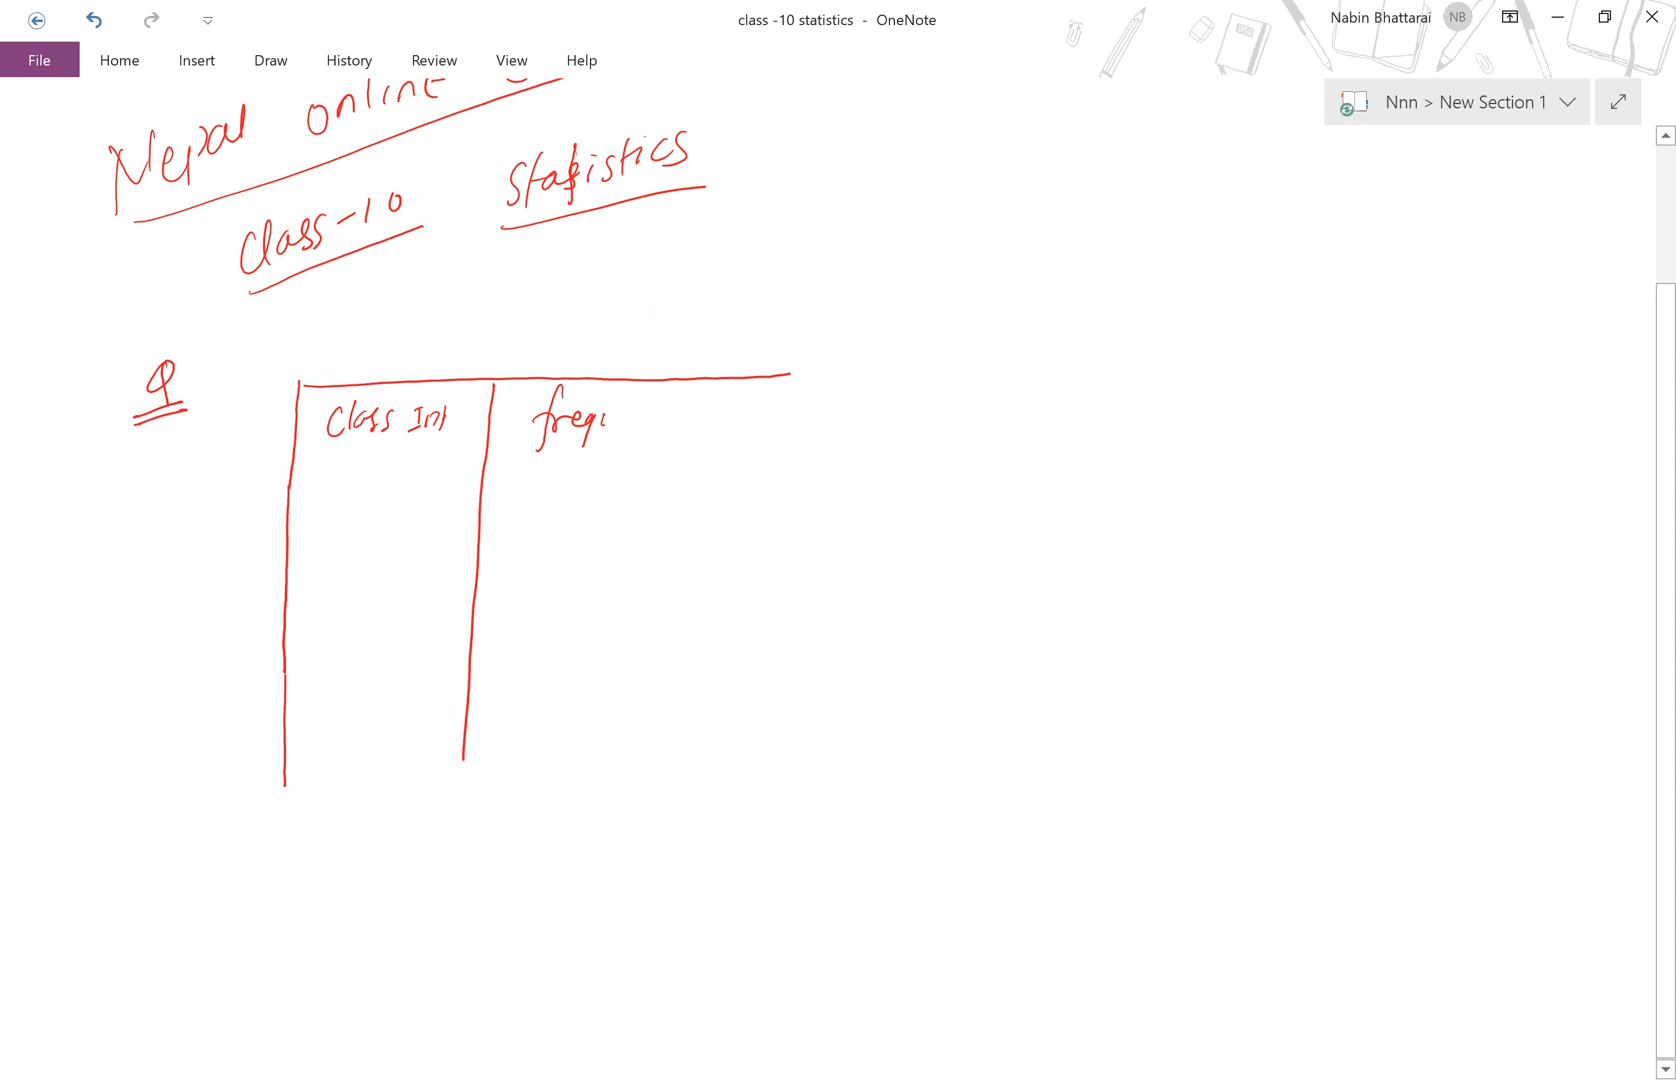 class -10 statistics - OneNote
Nabin Bhattarai NB
File Home Insert Draw History Review View Help
Nnn > New Section 1
Nepal online
Class-10 Statistics
Q
Class Int freq